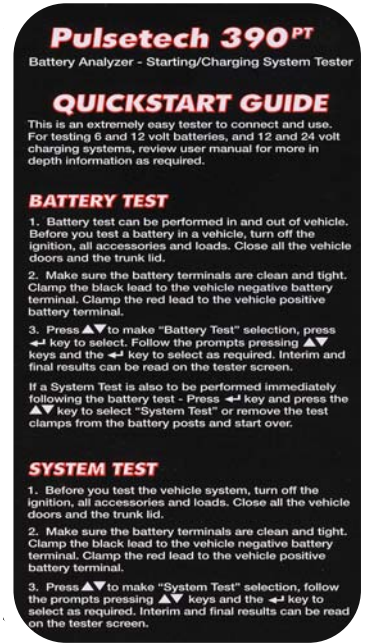 Pulsetech 390PT
Battery Analyzer - Starting/Charging System Tester
QUICKSTART GUIDE
This is an extremely easy tester to connect and use.
For testing 6 and 12 volt batteries, and 12 and 24 volt
charging systems, review user manual for more in
depth information as required.
BATTERY TEST
1. Battery test can be performed in and out of vehicle.
Before you test a battery in a vehicle, turn off the
ignition, all accessories and loads. Close all the vehicle
doors and the trunk lid.
2. Make sure the battery terminals are clean and tight.
Clamp the black lead to the vehicle negative battery
terminal. Clamp the red lead to the vehicle positive
battery terminal.
3. Press ▲▼ to make “Battery Test” selection, press
↵ key to select. Follow the prompts pressing ▲▼
keys and the ↵ key to select as required. Interim and
final results can be read on the tester screen.
If a System Test is also to be performed immediately
following the battery test - Press ↵ key and press the
▲▼ key to select “System Test” or remove the test
clamps from the battery posts and start over.
SYSTEM TEST
1. Before you test the vehicle system, turn off the
ignition, all accessories and loads. Close all the vehicle
doors and the trunk lid.
2. Make sure the battery terminals are clean and tight.
Clamp the black lead to the vehicle negative battery
terminal. Clamp the red lead to the vehicle positive
battery terminal.
3. Press ▲▼ to make “System Test” selection, follow
the prompts pressing ▲▼ keys and the ↵ key to
select as required. Interim and final results can be read
on the tester screen.